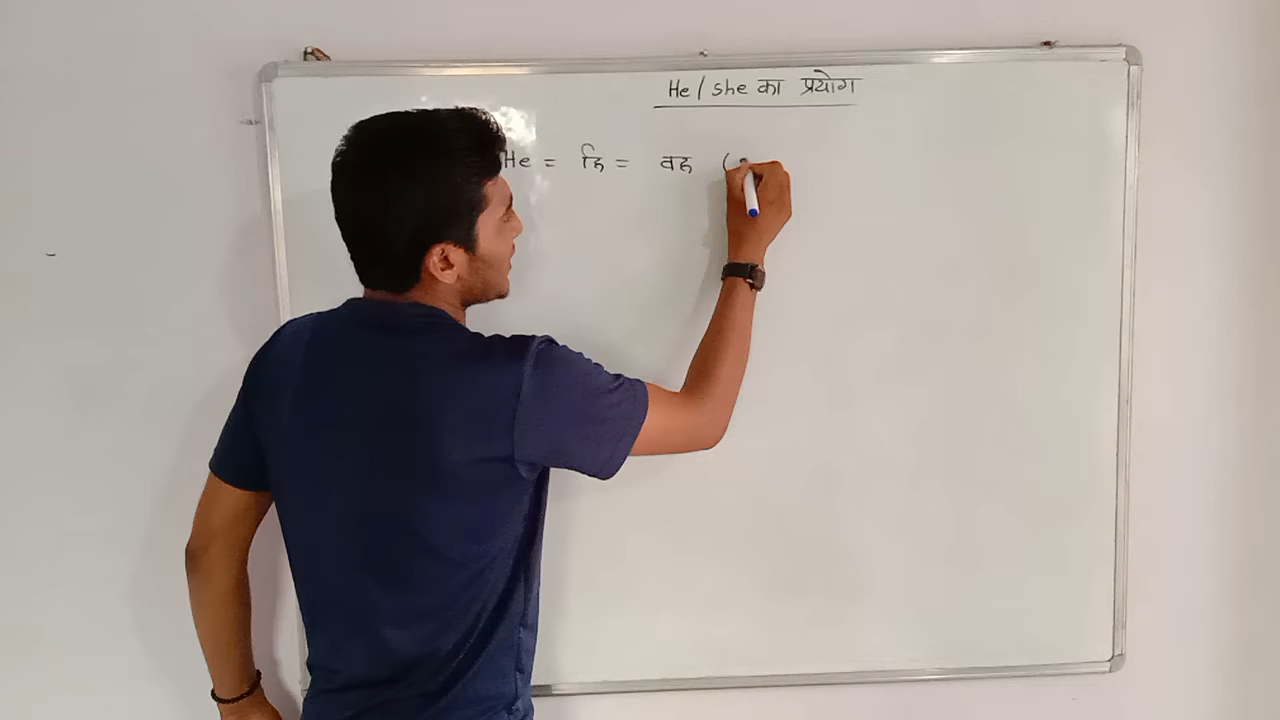 He/she का प्रयोग
He = हि = वह (